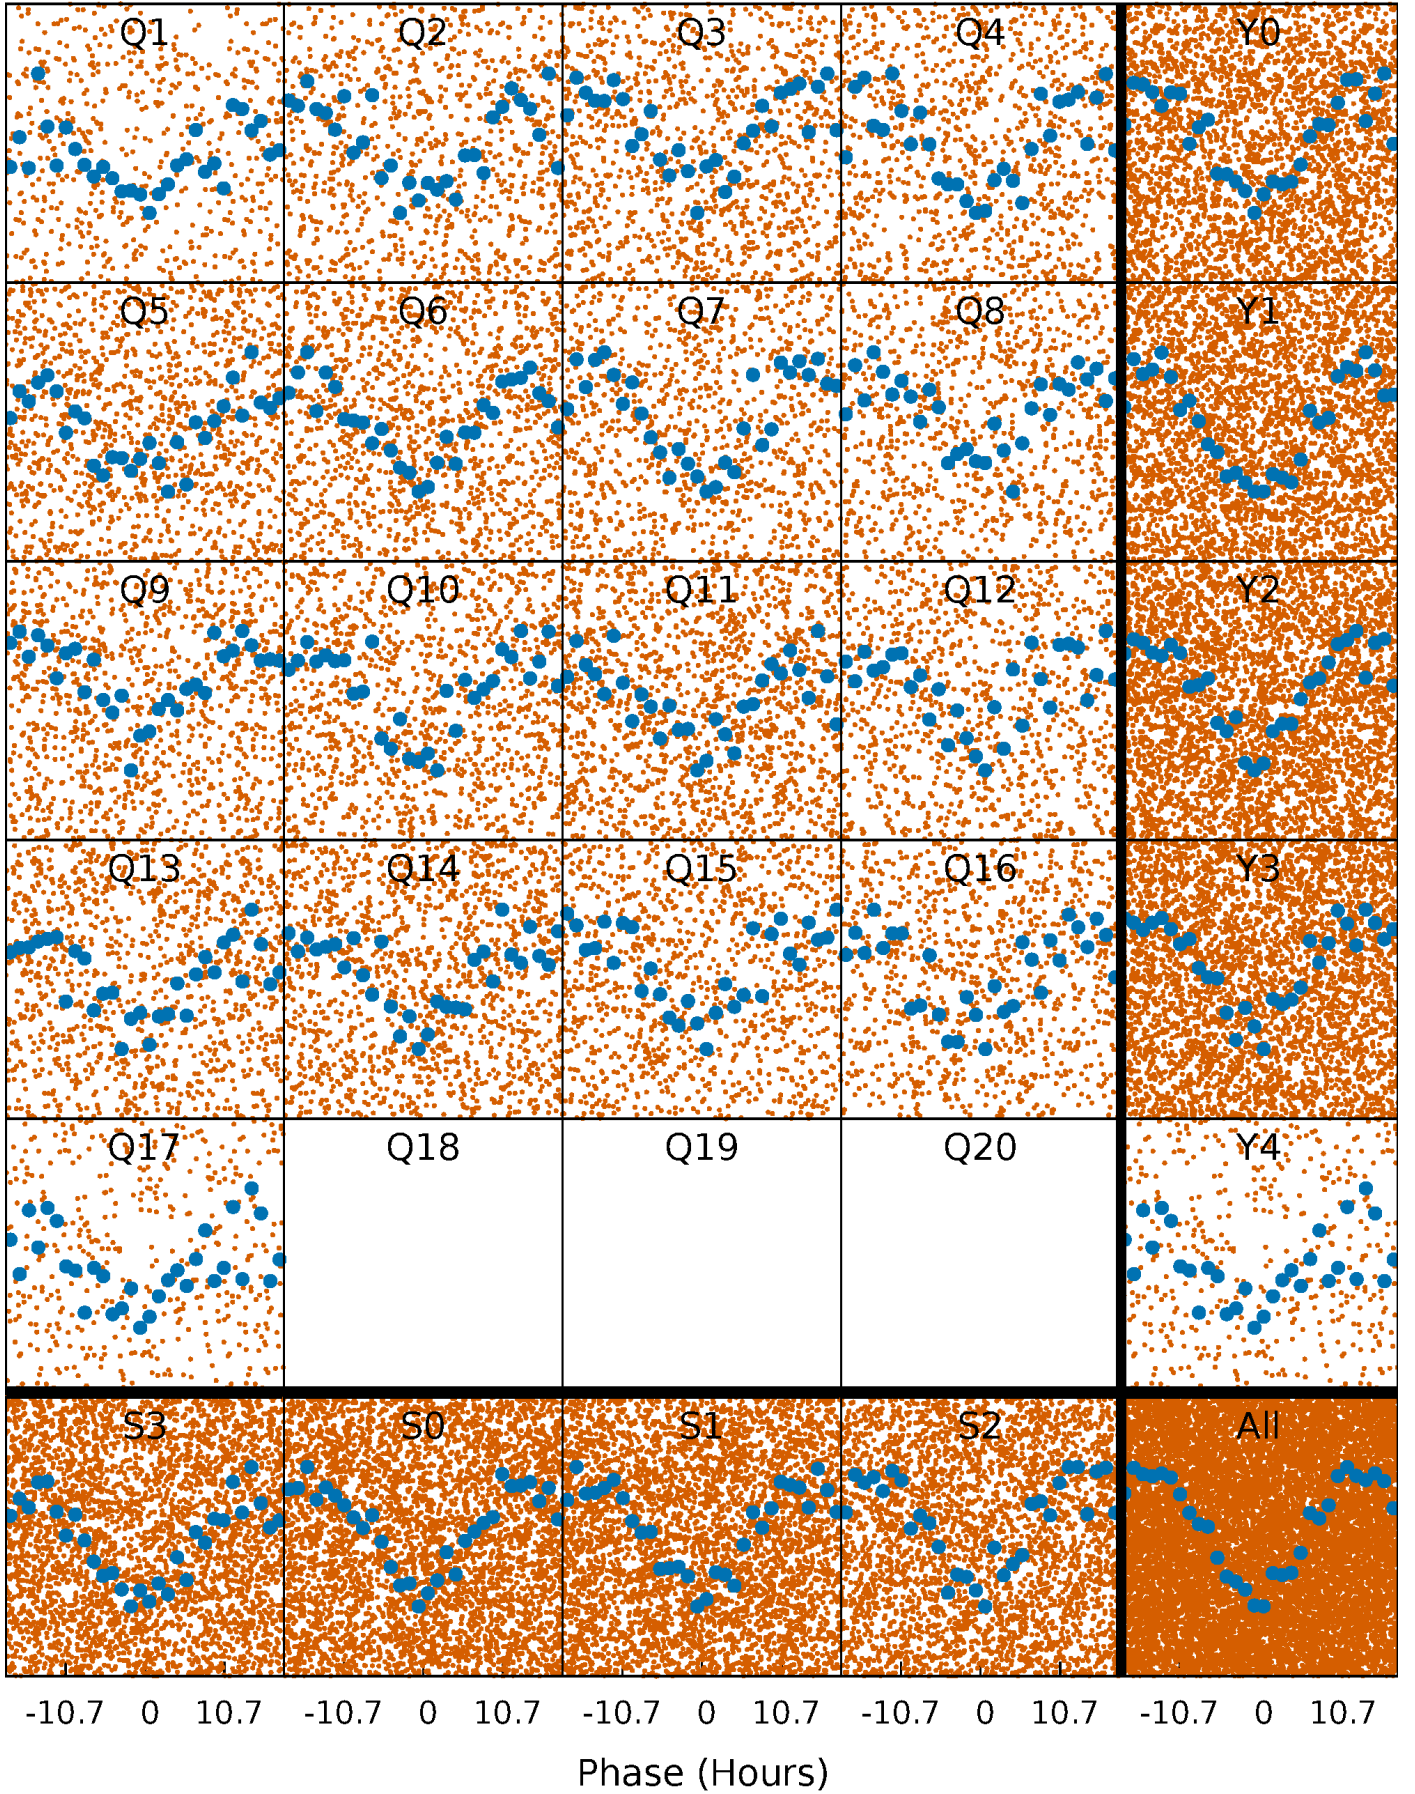 Q1 Q2 Q3 Q4 Y0
Q5 Q6 Q7 Q8 Y1
Q9 Q10 Q11 Q12 Y2
Q13 Q14 Q15 Q16 Y3
Q17 Q18 Q19 Q20 Y4
S3 S0 S1 S2 All
-10.7 0 10.7 -10.7 0 10.7 -10.7 0 10.7 -10.7 0 10.7 -10.7 0 10.7
Phase (Hours)